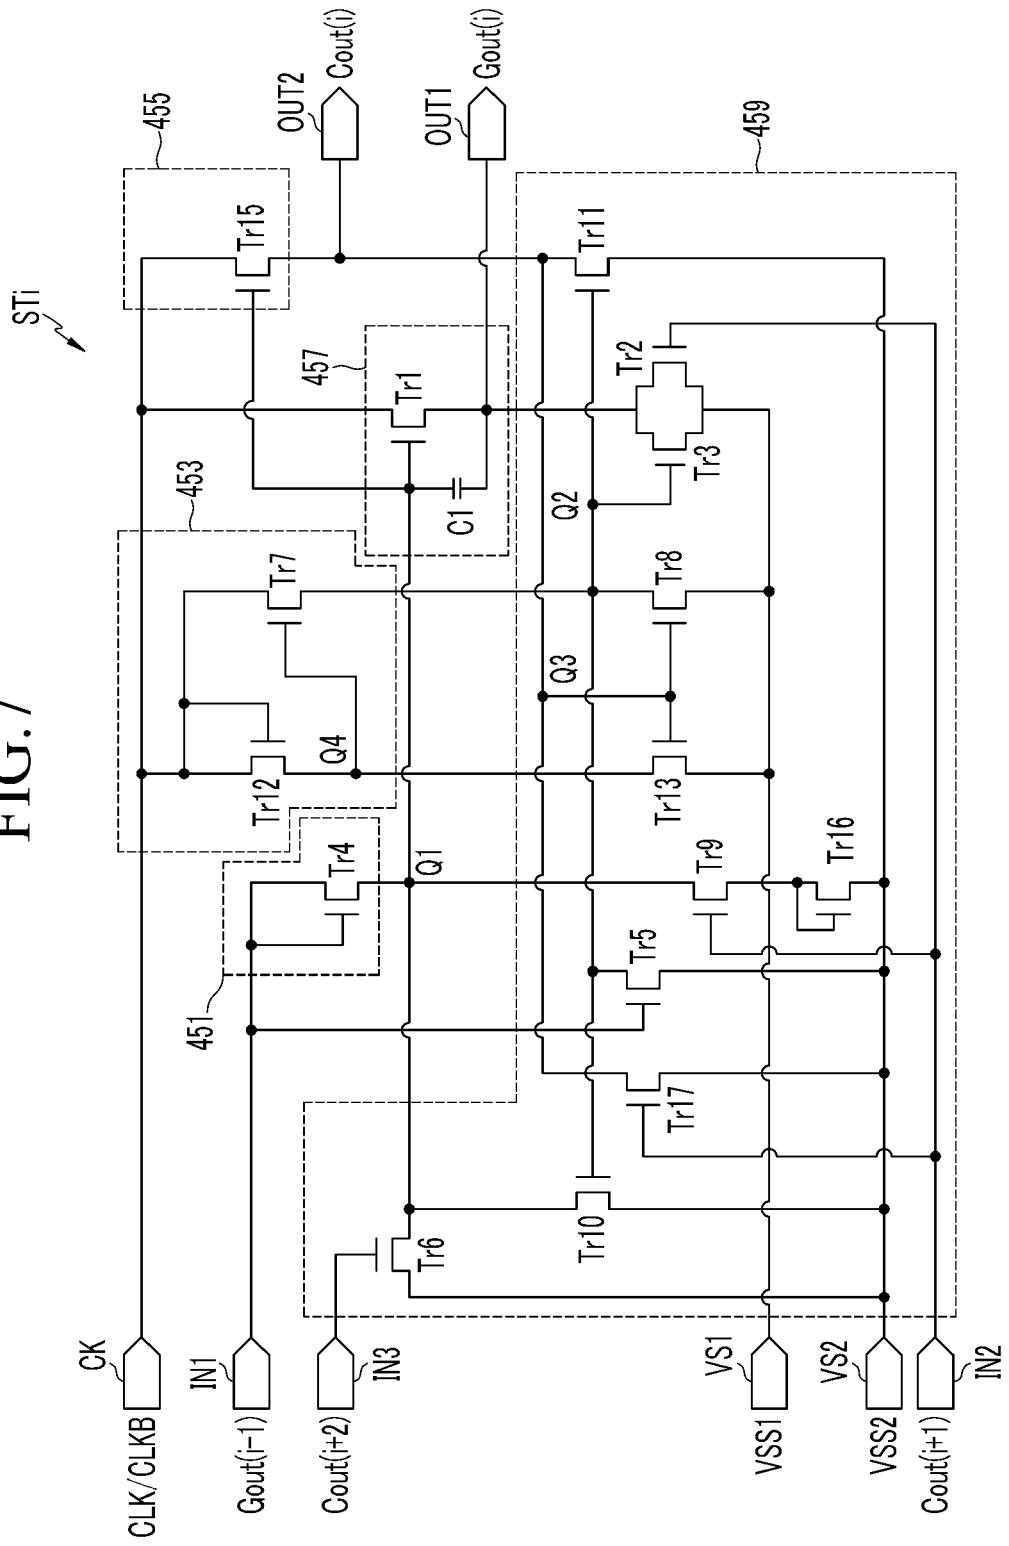 FIG.7
STi
455
OUT2
Cout(i)
OUT1
Gout(i)
459
Tr15
457
Tr1
C1
453
Tr7
Tr12
Q4
Q2
Tr11
Tr2
Tr3
Tr8
Q3
Tr13
451
Tr4
Q1
Tr9
Tr16
Tr5
Tr17
Tr10
Tr6
CK
CLK/CLKB
IN1
Gout(i-1)
IN3
Cout(i+2)
VS1
VSS1
VS2
VSS2
IN2
Cout(i+1)